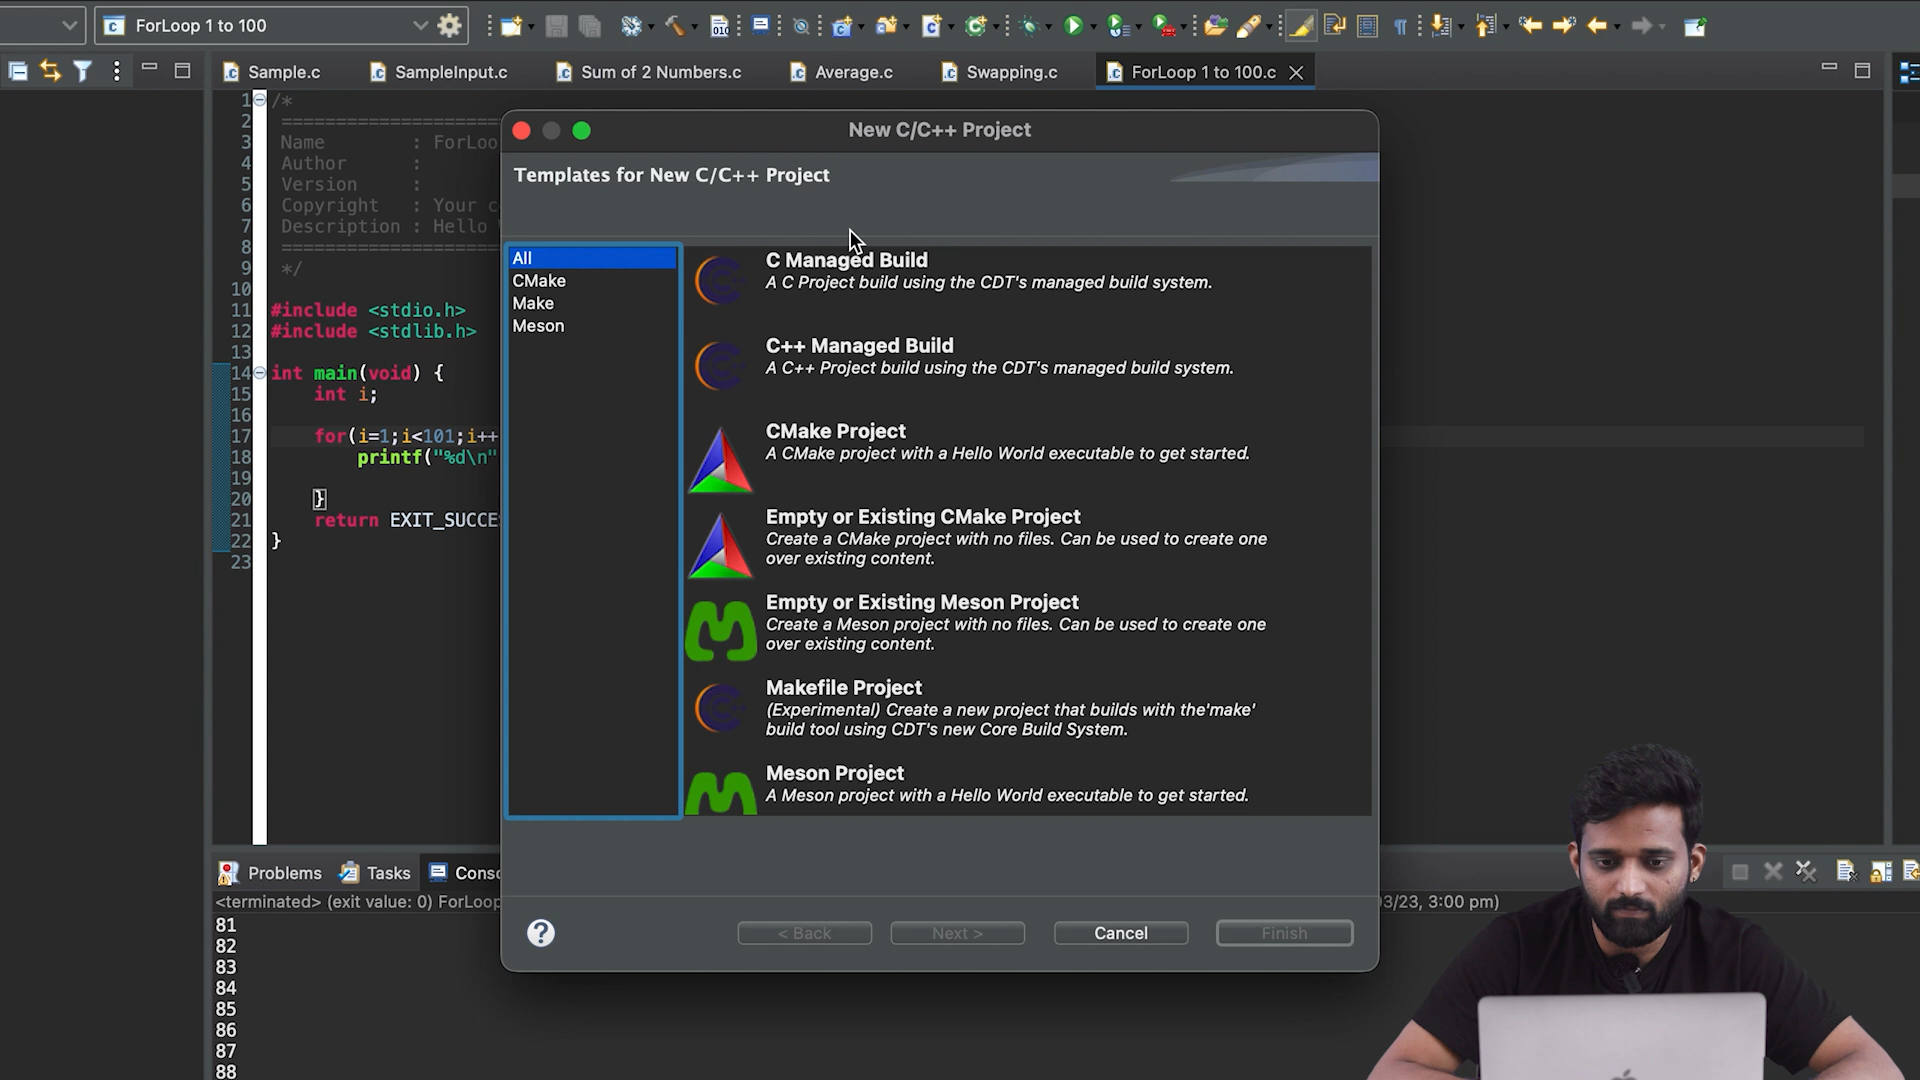 ForLoop 1 to 100
Sample.c
SampleInput.c
Sum of 2 Numbers.c
Average.c
Swapping.c
ForLoop 1 to 100.c
New C/C++ Project
Templates for New C/C++ Project
All
CMake
Make
Meson
C Managed Build
A C Project build using the CDT's managed build system.
C++ Managed Build
A C++ Project build using the CDT's managed build system.
CMake Project
A CMake project with a Hello World executable to get started.
Empty or Existing CMake Project
Create a CMake project with no files. Can be used to create one
over existing content.
Empty or Existing Meson Project
Create a Meson project with no files. Can be used to create one
over existing content.
Makefile Project
(Experimental) Create a new project that builds with the'make'
build tool using CDT's new Core Build System.
Meson Project
A Meson project with a Hello World executable to get started.
?
< Back
Next >
Cancel
Finish
1 /*
2 ====================
3 Name : ForLoo
4 Author :
5 Version :
6 Copyright : Your c
7 Description : Hello
8 ====================
9 */
10
11 #include <stdio.h>
12 #include <stdlib.h>
13
14 int main(void) {
15 int i;
16
17 for(i=1;i<101;i++
18 printf("%d\n"
19
20 }
21 return EXIT_SUCCE
22 }
23
Problems
Tasks
Conso
<terminated> (exit value: 0) ForLoop
3/23, 3:00 pm)
81
82
83
84
85
86
87
88